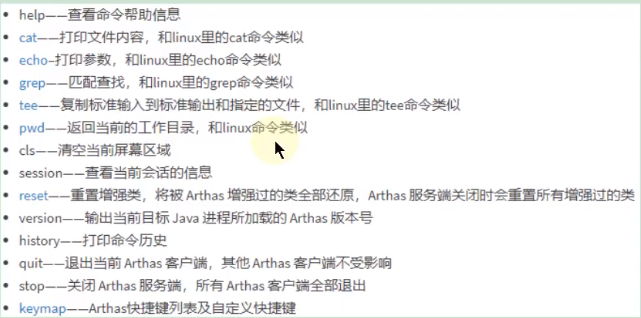 help——查看命令帮助信息
cat——打印文件内容，和linux里的cat命令类似
echo–打印参数，和linux里的echo命令类似
grep——匹配查找，和linux里的grep命令类似
tee——复制标准输入到标准输出和指定的文件，和linux里的tee命令类似
pwd——返回当前的工作目录，和linux命令类似
cls——清空当前屏幕区域
session——查看当前会话的信息
reset——重置增强类，将被 Arthas 增强过的类全部还原，Arthas 服务端关闭时会重置所有增强过的类
version——输出当前目标 Java 进程所加载的 Arthas 版本号
history——打印命令历史
quit——退出当前 Arthas 客户端，其他 Arthas 客户端不受影响
stop——关闭 Arthas 服务端，所有 Arthas 客户端全部退出
keymap——Arthas快捷键列表及自定义快捷键